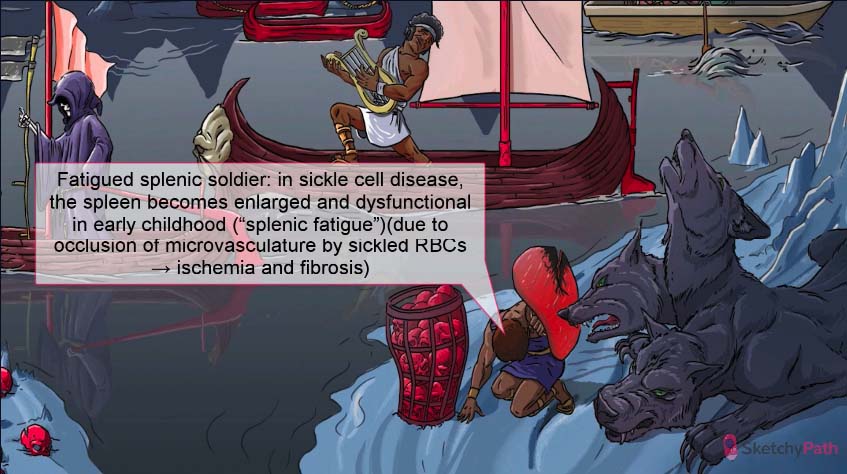 Fatigued splenic soldier: in sickle cell disease,
the spleen becomes enlarged and dysfunctional
in early childhood (“splenic fatigue”)(due to
occlusion of microvasculature by sickled RBCs
→ ischemia and fibrosis)
SketchyPath